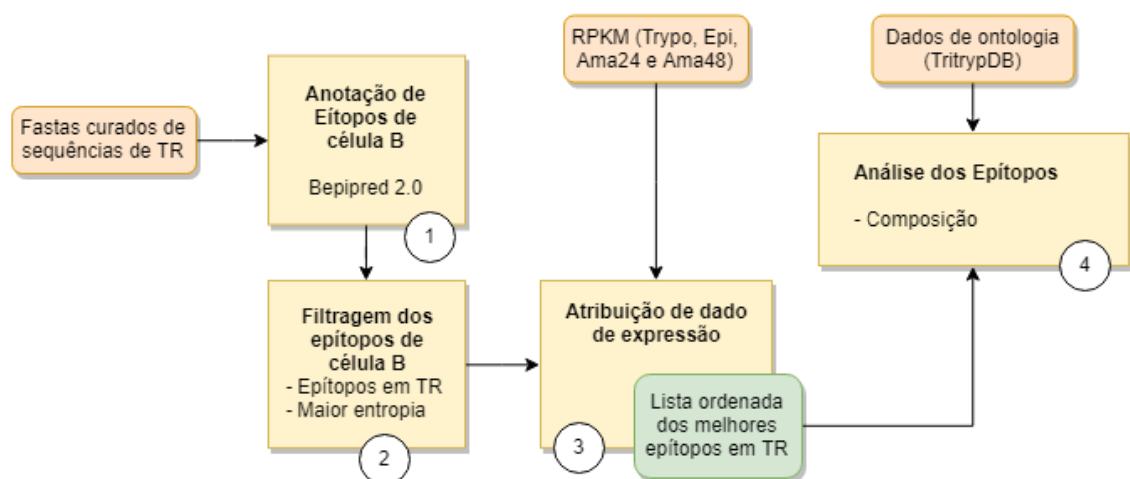 Fastas curados de
sequências de TR
Anotação de
Eítopos de
célula B
Bepipred 2.0
1
Filtragem dos
epítopos de
célula B
- Epítopos em TR
- Maior entropia
2
RPKM (Trypo, Epi,
Ama24 e Ama48)
Atribuição de dado
de expressão
3
Lista ordenada
dos melhores
epítopos em TR
Dados de ontologia
(TritrypDB)
Análise dos Epítopos
- Composição
4